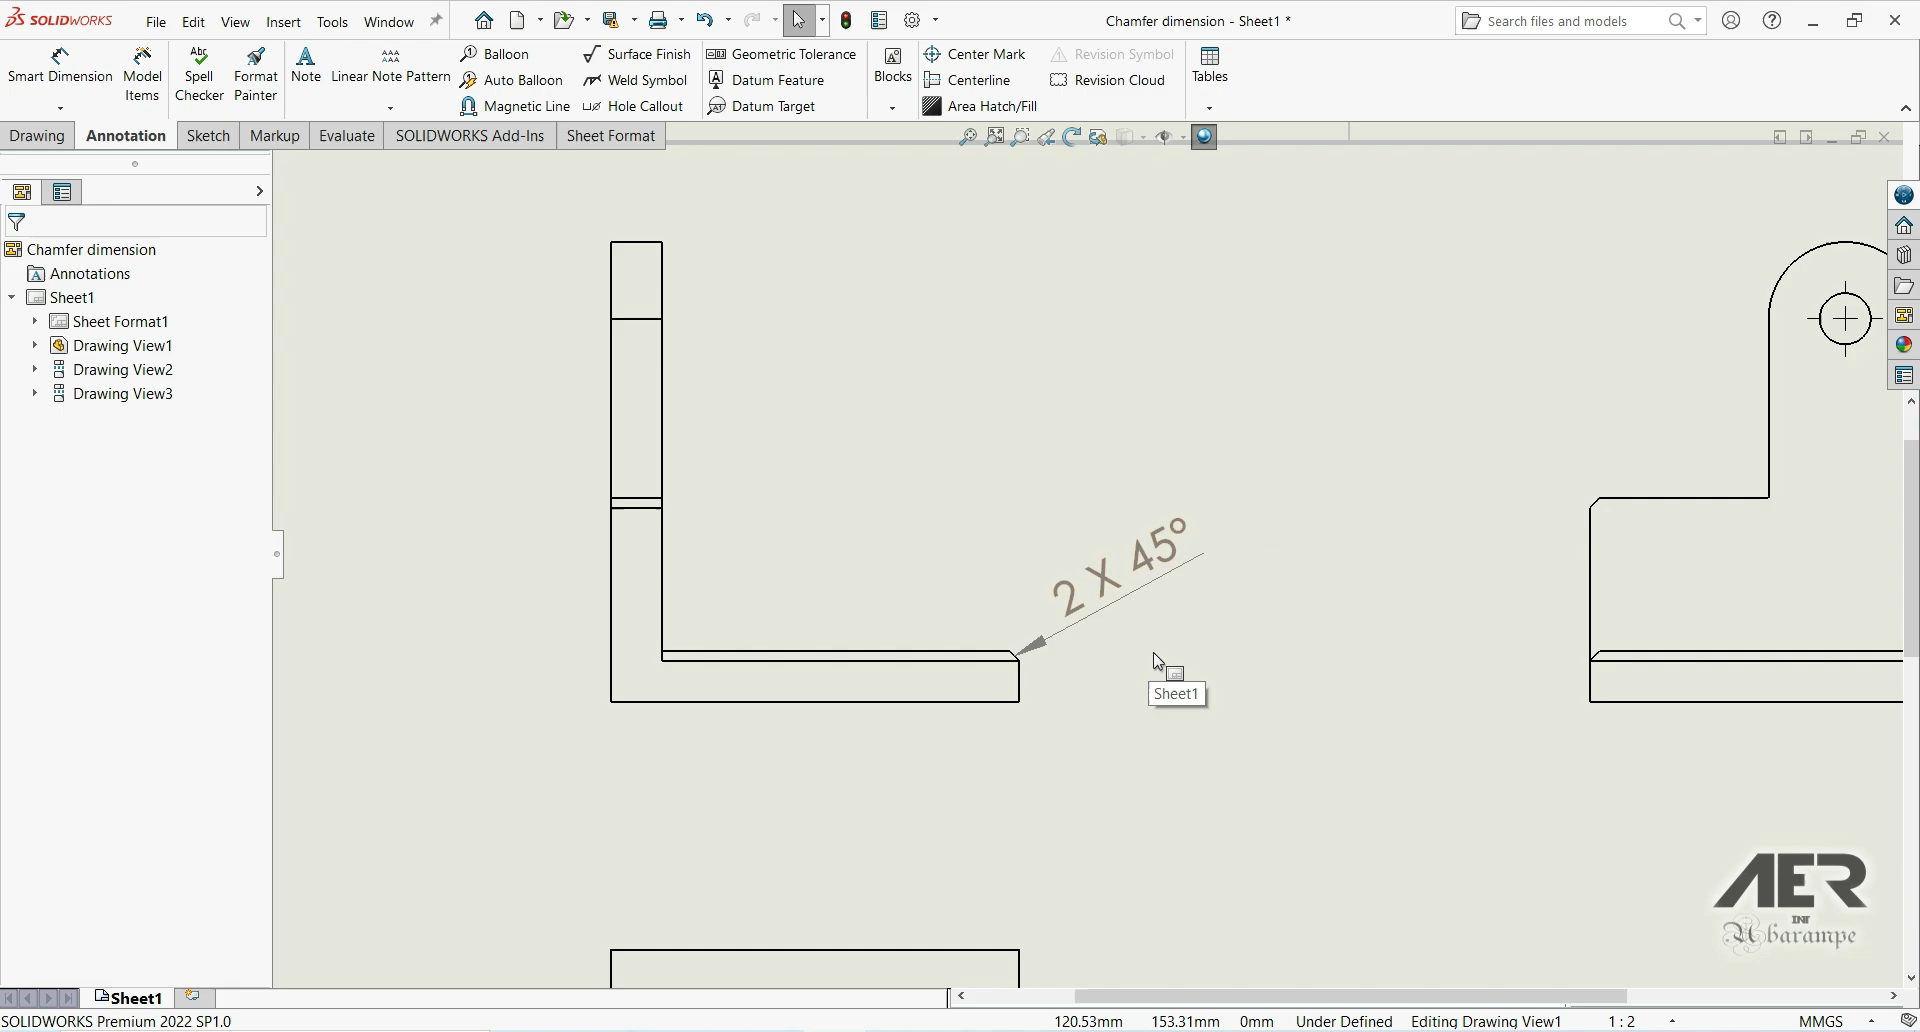 SOLIDWORKS File Edit View Insert Tools Window Chamfer dimension - Sheet1 * Search files and models
Smart Dimension
Model Items
Spell Checker
Format Painter
Note
Linear Note Pattern
Balloon
Auto Balloon
Magnetic Line
Surface Finish
Weld Symbol
Hole Callout
Geometric Tolerance
Datum Feature
Datum Target
Blocks
Center Mark
Centerline
Area Hatch/Fill
Revision Symbol
Revision Cloud
Tables
Drawing Annotation Sketch Markup Evaluate SOLIDWORKS Add-Ins Sheet Format
Chamfer dimension
Annotations
Sheet1
Sheet Format1
Drawing View1
Drawing View2
Drawing View3
2 X 45°
Sheet1
AER
INT
Abarampe
Sheet1
SOLIDWORKS Premium 2022 SP1.0 120.53mm 153.31mm 0mm Under Defined Editing Drawing View1 1 : 2 MMGS